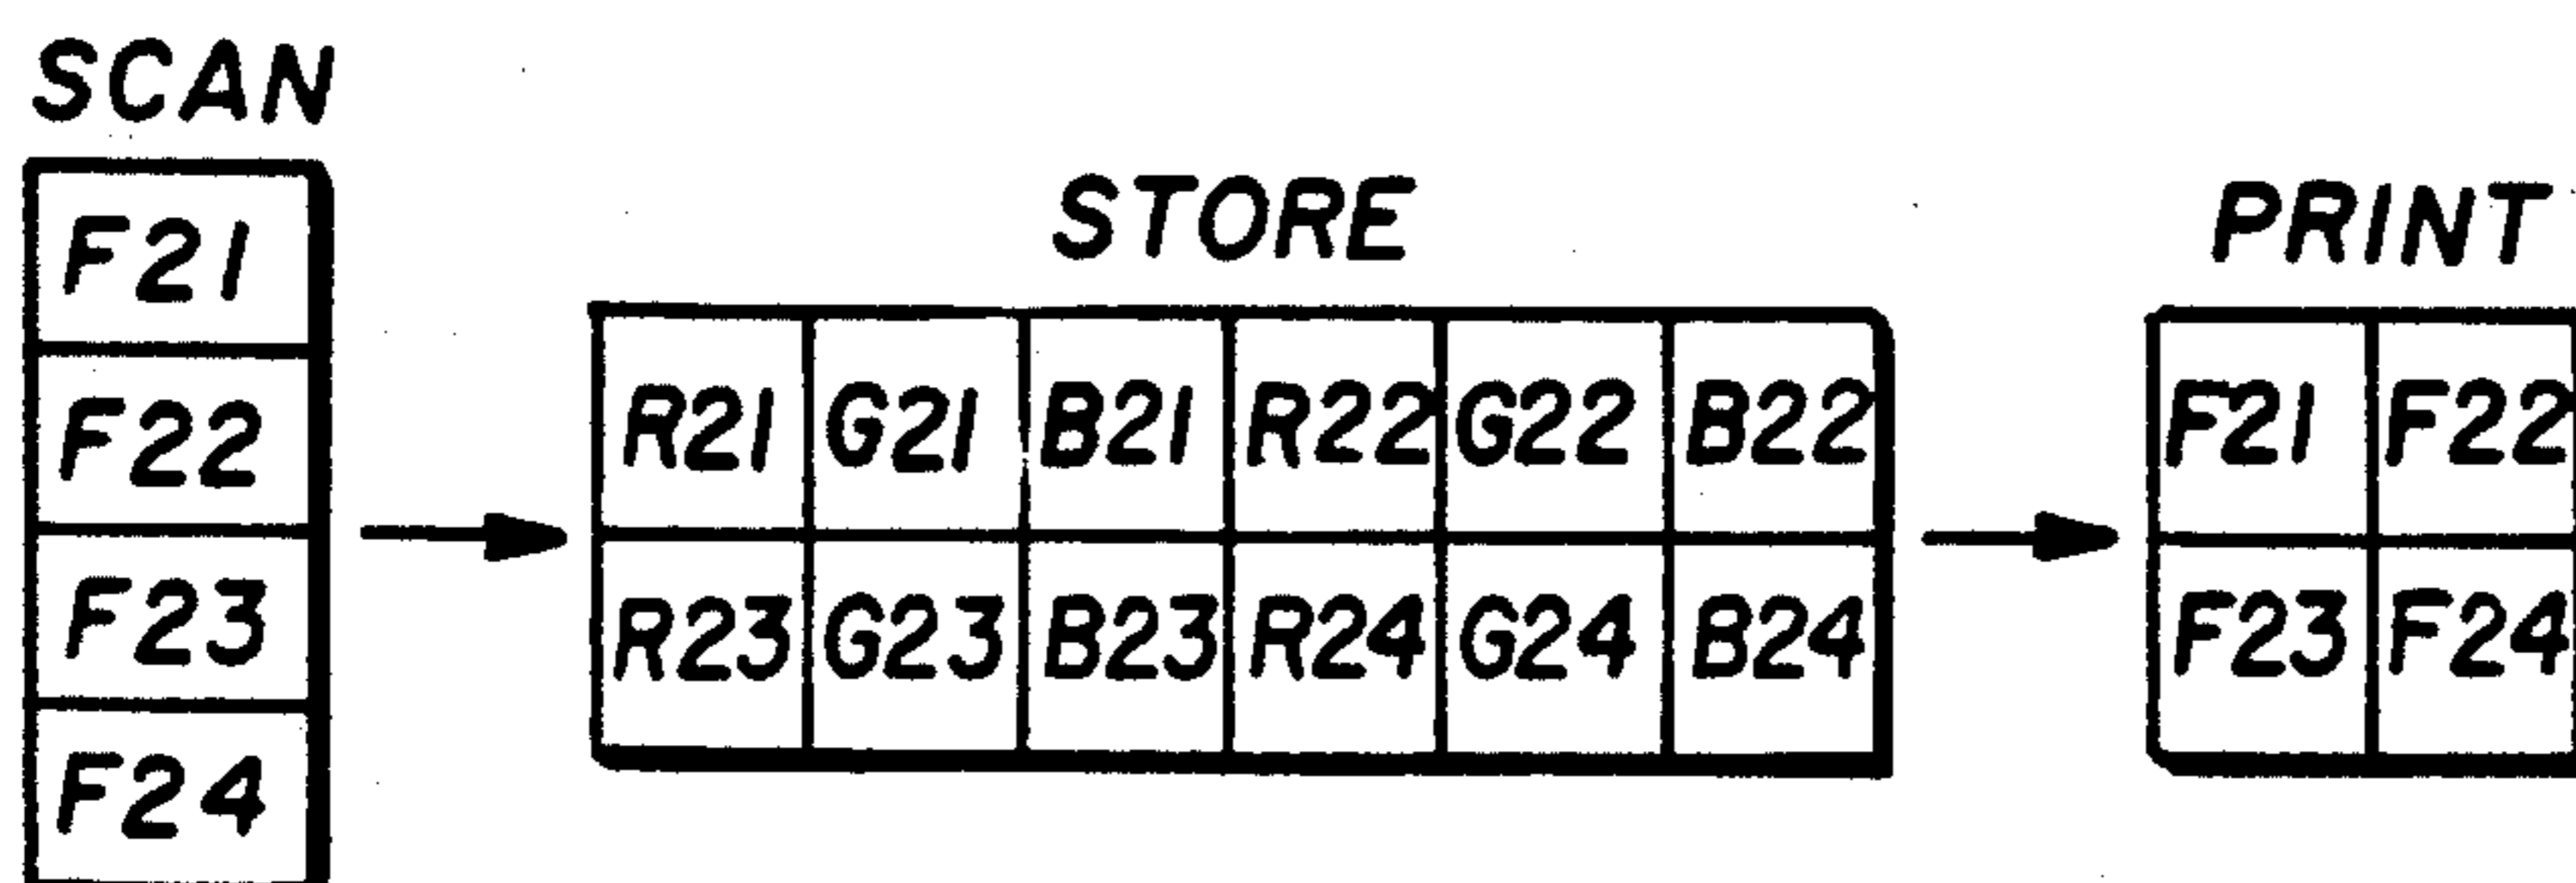 SCAN
F21
F22
F23
F24
STORE
R21 G21 B21 R22 G22 B22
R23 G23 B23 R24 G24 B24
PRINT
F21 F22
F23 F24